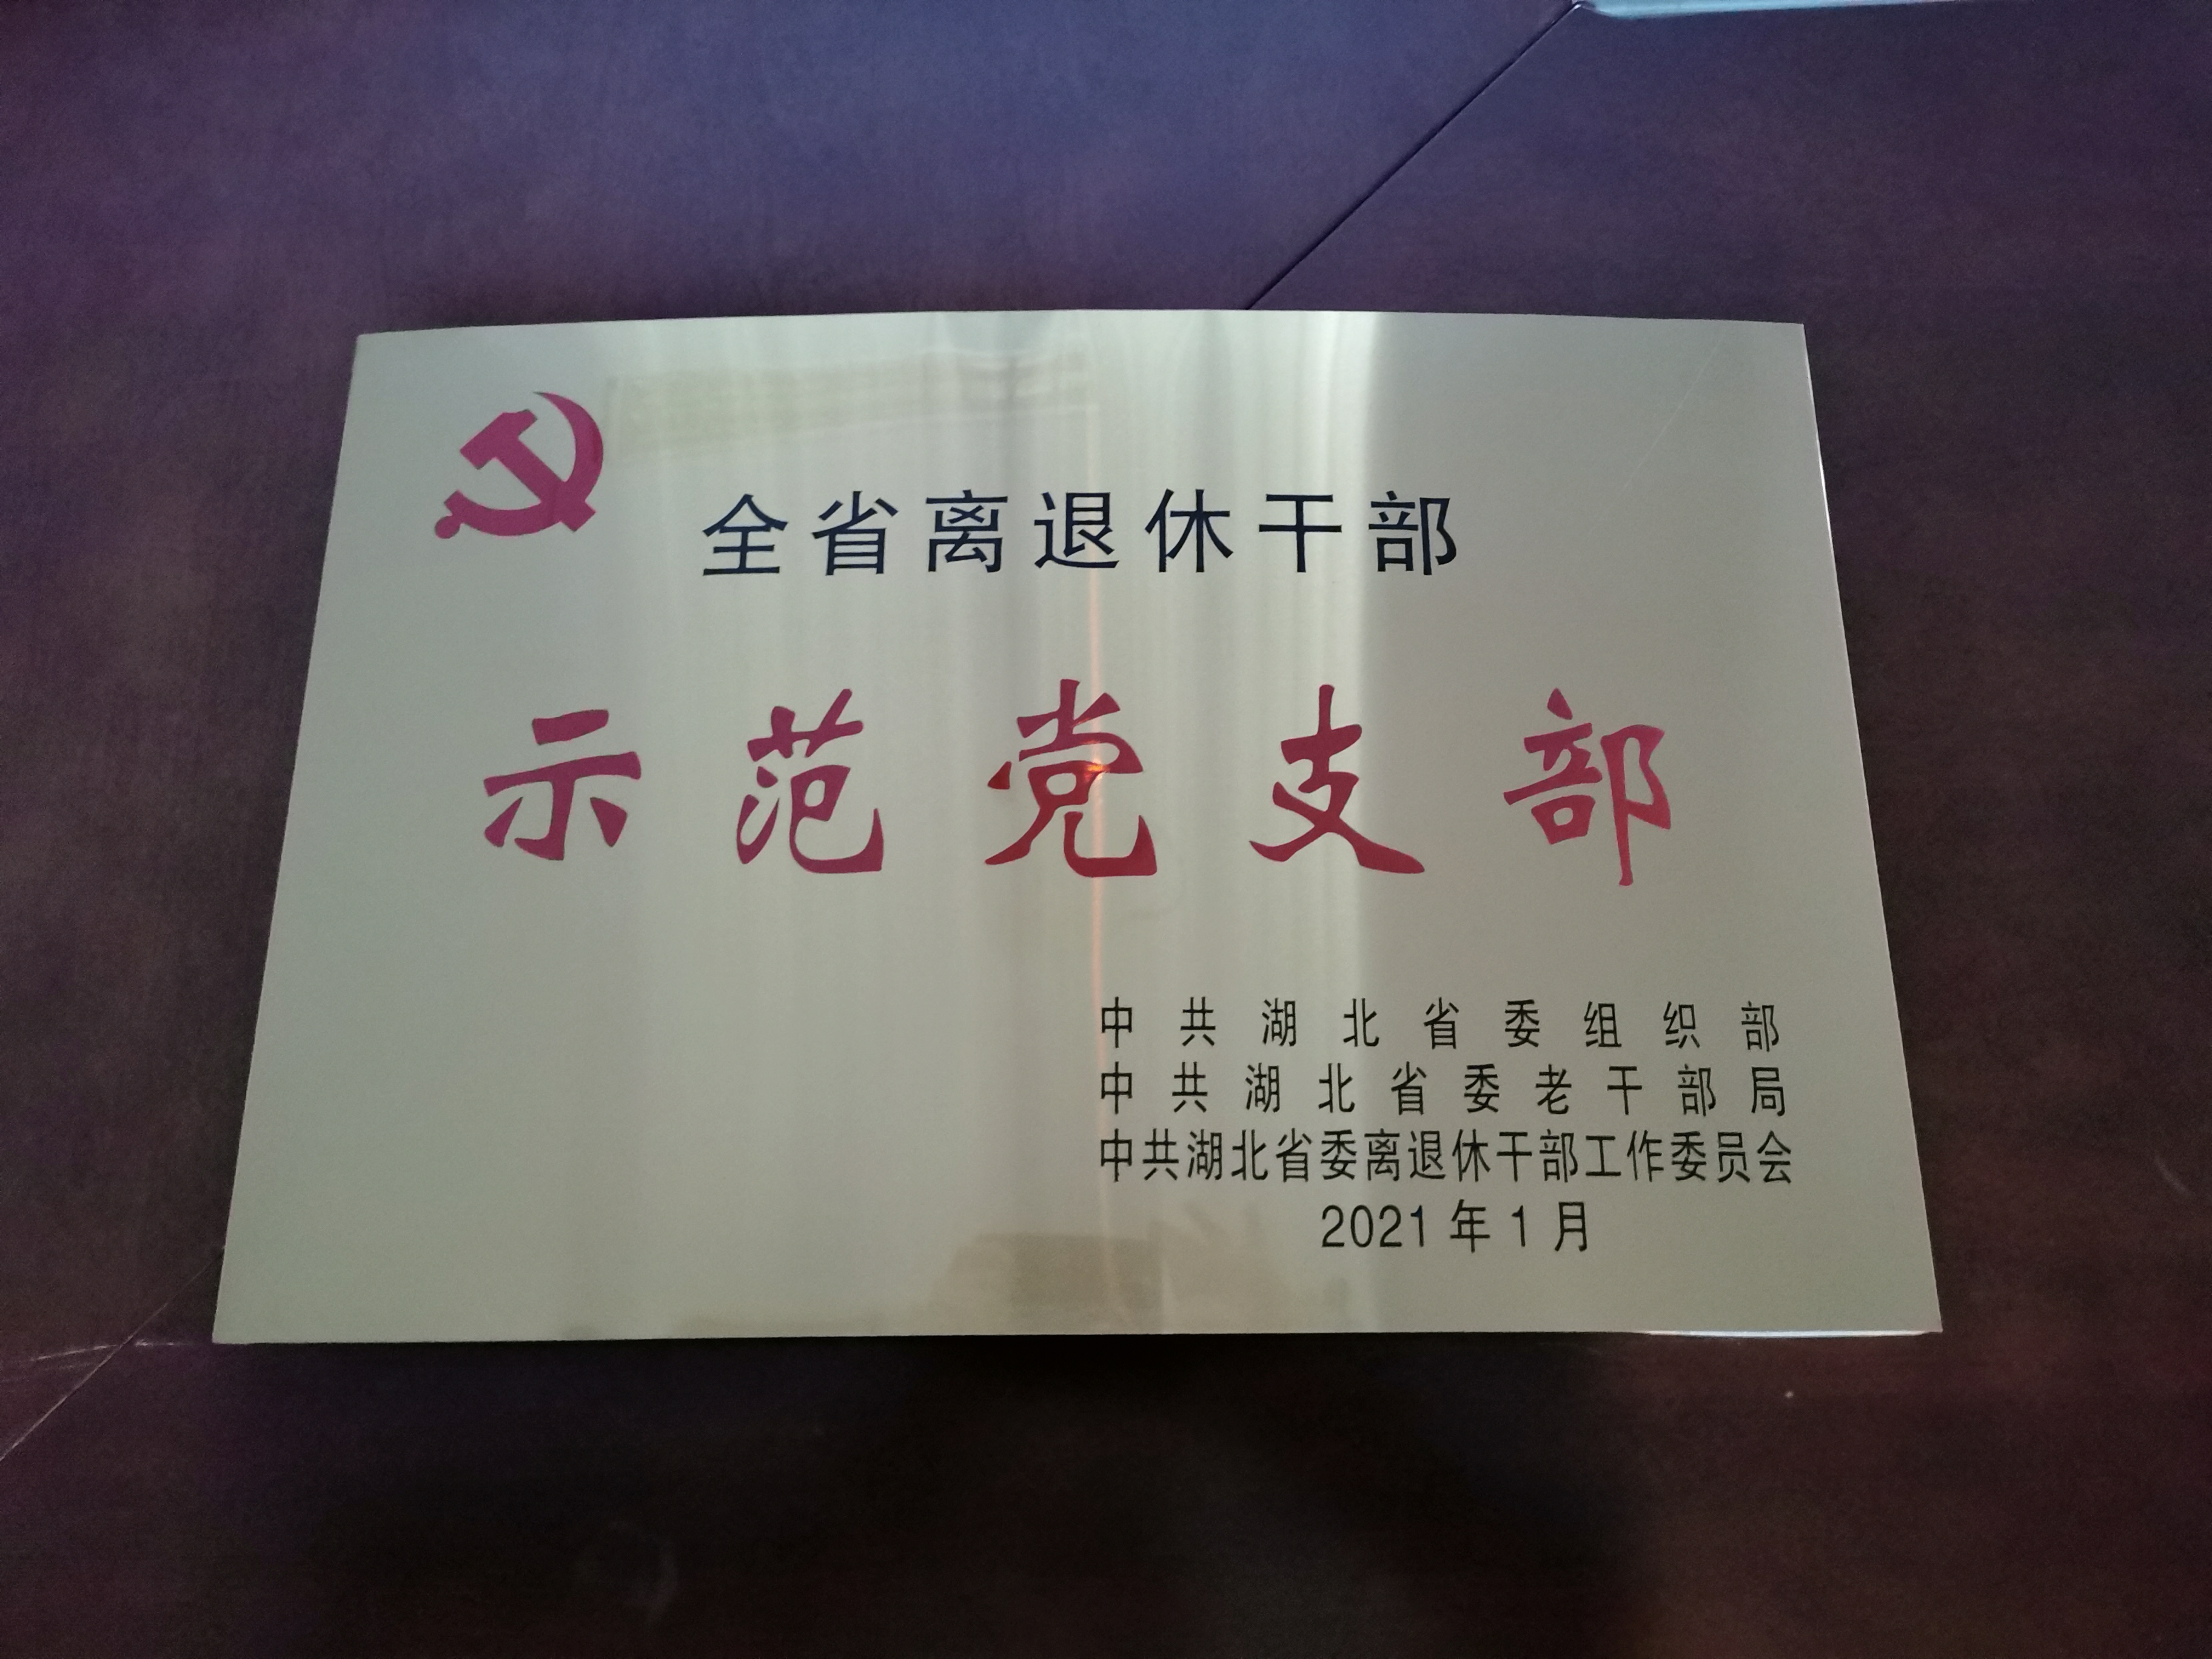 全省离退休干部
示范党支部
中共湖北省委组织部
中共湖北省委老干部局
中共湖北省委离退休干部工作委员会
2021年1月